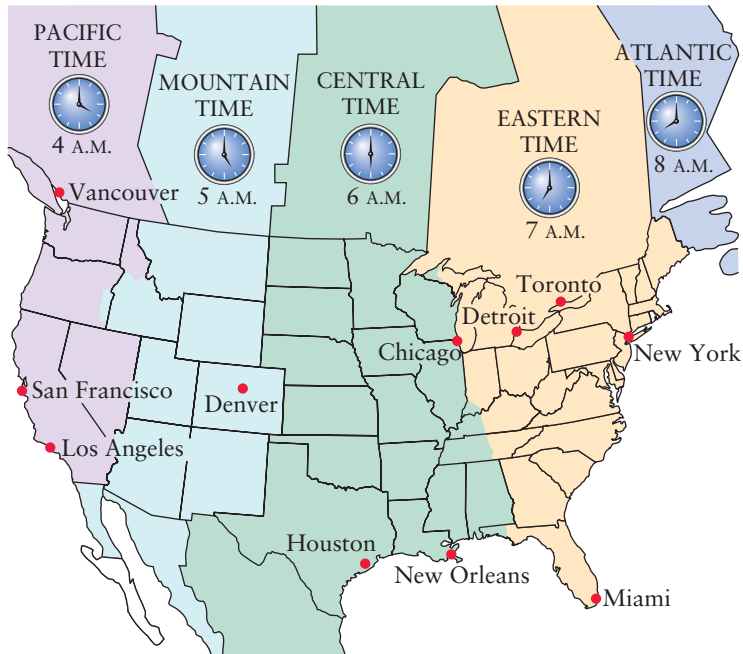 PACIFIC
TIME
4 A.M.
MOUNTAIN
TIME
5 A.M.
CENTRAL
TIME
6 A.M.
EASTERN
TIME
7 A.M.
ATLANTIC
TIME
8 A.M.
Vancouver
Toronto
Detroit
Chicago
New York
San Francisco
Denver
Los Angeles
Houston
New Orleans
Miami